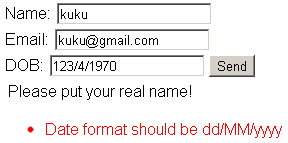 Name: kuku
Email: kuku@gmail.com
DOB: 123/4/1970 Send
Please put your real name!
• Date format should be dd/MM/yyyy